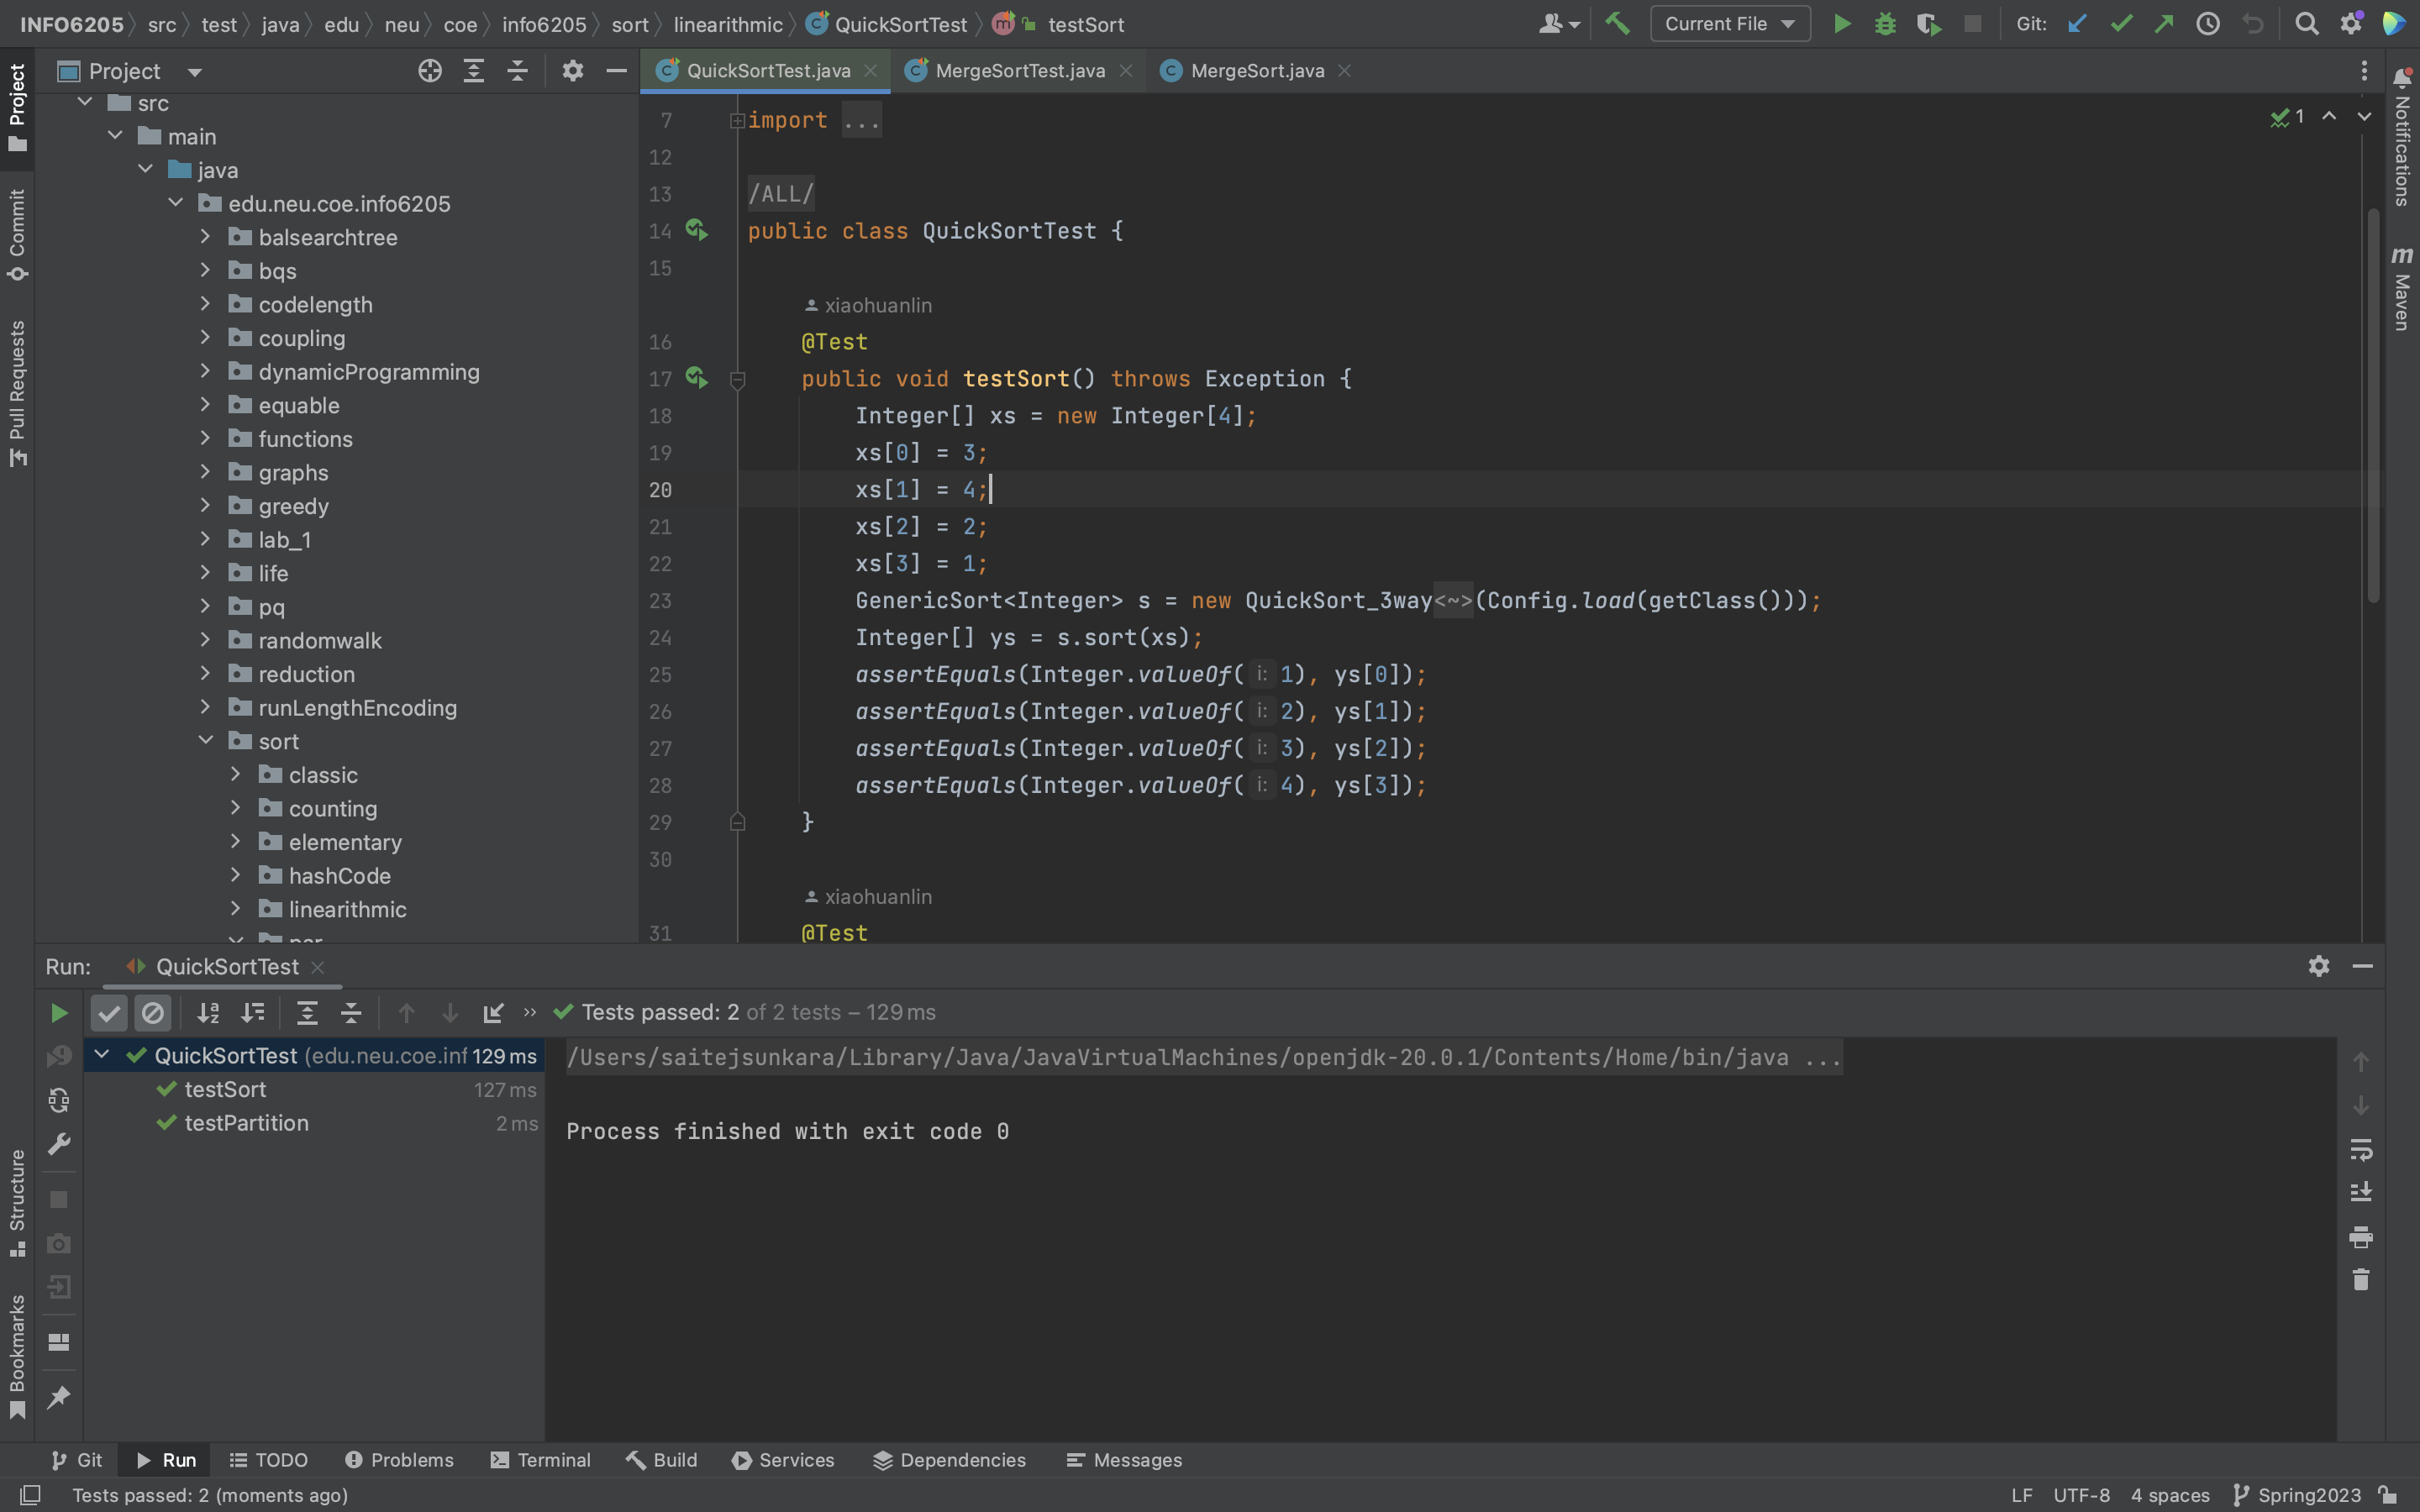 INFO6205 src test java edu neu coe info6205 sort linearithmic QuickSortTest testSort Current File Git:
Project
QuickSortTest.java MergeSortTest.java MergeSort.java
Project
Commit
Pull Requests
Structure
Bookmarks
src
main
java
edu.neu.coe.info6205
balsearchtree
bqs
codelength
coupling
dynamicProgramming
equable
functions
graphs
greedy
lab_1
life
pq
randomwalk
reduction
runLengthEncoding
sort
classic
counting
elementary
hashCode
linearithmic
par
7 import ...
12
13 /ALL/
14 public class QuickSortTest {
15
xiaohuanlin
16 @Test
17 public void testSort() throws Exception {
18 Integer[] xs = new Integer[4];
19 xs[0] = 3;
20 xs[1] = 4;
21 xs[2] = 2;
22 xs[3] = 1;
23 GenericSort<Integer> s = new QuickSort_3way<~>(Config.load(getClass()));
24 Integer[] ys = s.sort(xs);
25 assertEquals(Integer.valueOf( i: 1), ys[0]);
26 assertEquals(Integer.valueOf( i: 2), ys[1]);
27 assertEquals(Integer.valueOf( i: 3), ys[2]);
28 assertEquals(Integer.valueOf( i: 4), ys[3]);
29 }
30
xiaohuanlin
31 @Test
1
Notifications
m Maven
Run: QuickSortTest
Tests passed: 2 of 2 tests – 129 ms
QuickSortTest (edu.neu.coe.inf 129 ms
testSort 127 ms
testPartition 2 ms
/Users/saitejsunkara/Library/Java/JavaVirtualMachines/openjdk-20.0.1/Contents/Home/bin/java ...
Process finished with exit code 0
Git Run TODO Problems Terminal Build Services Dependencies Messages
Tests passed: 2 (moments ago) LF UTF-8 4 spaces Spring2023